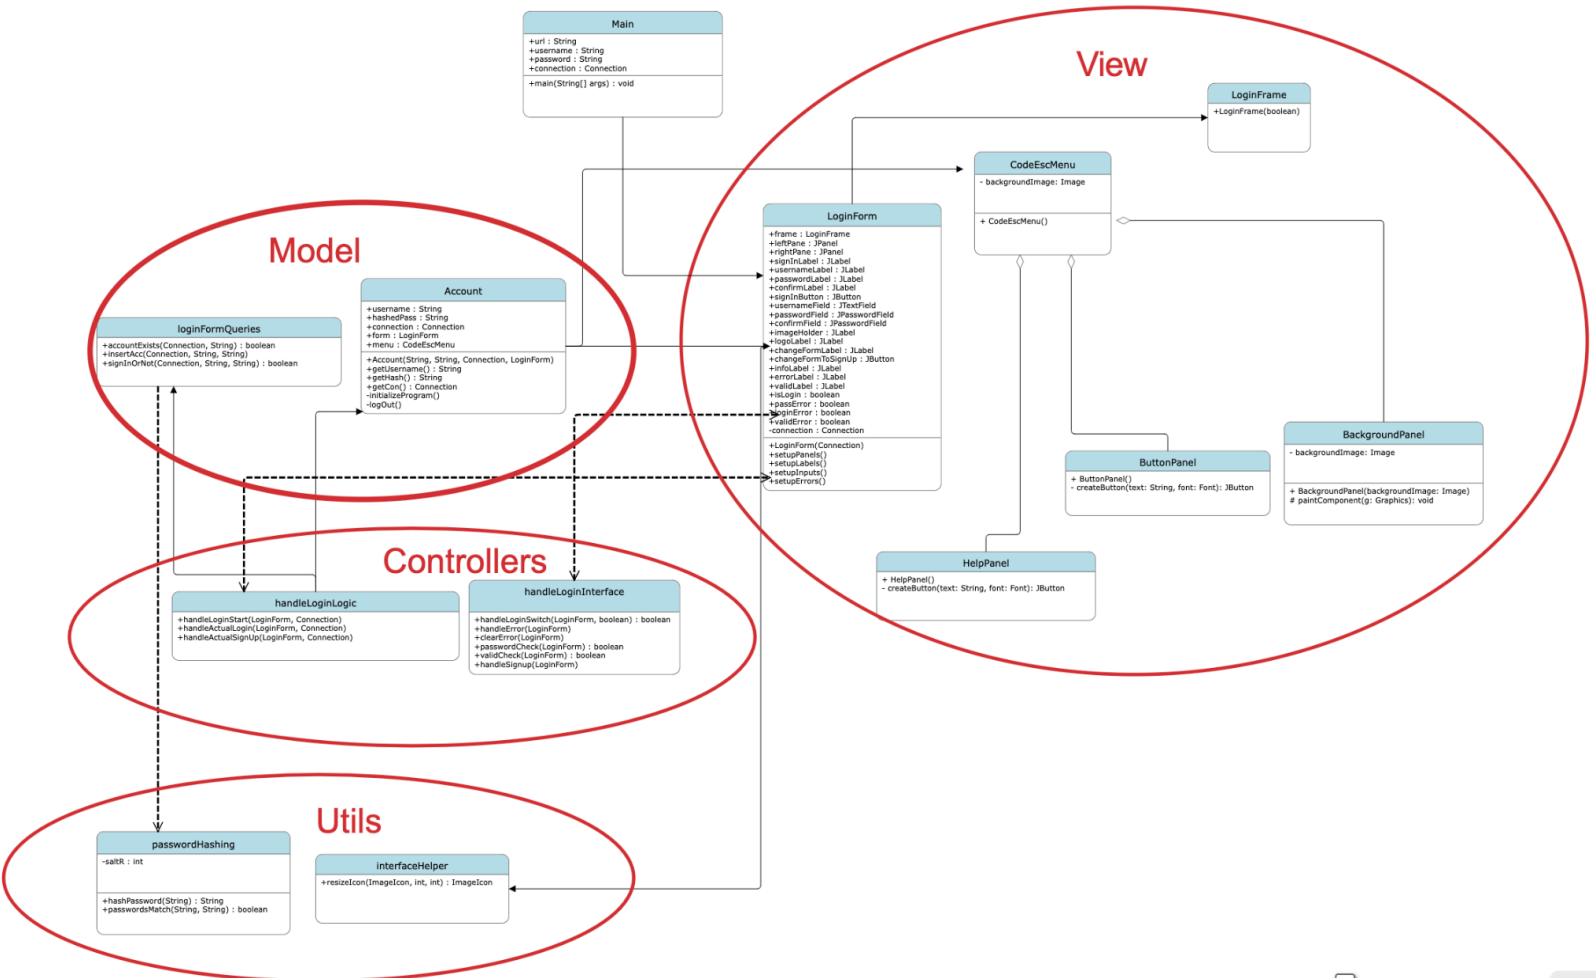 Main
+url : String
+username : String
+password : String
+connection : Connection
+main(String[] args) : void
View
LoginFrame
+LoginFrame(boolean)
CodeEscMenu
- backgroundImage: Image
+ CodeEscMenu()
LoginForm
+frame : LoginFrame
+leftPane : JPanel
+rightPane : JPanel
+signInLabel : JLabel
+usernameLabel : JLabel
+passwordLabel : JLabel
+confirmLabel : JLabel
+signInButton : JButton
+usernameField : JTextField
+passwordField : JPasswordField
+confirmField : JPasswordField
+imageHolder : JLabel
+logoLabel : JLabel
+changeFormLabel : JLabel
+changeFormToSignUp : JButton
+infoLabel : JLabel
+errorLabel : JLabel
+validLabel : JLabel
+isLogin : boolean
+passError : boolean
+loginError : boolean
+validError : boolean
-connection : Connection
+LoginForm(Connection)
+setupPanels()
+setupLabels()
+setupInputs()
+setupErrors()
BackgroundPanel
- backgroundImage: Image
+ BackgroundPanel(backgroundImage: Image)
# paintComponent(g: Graphics): void
ButtonPanel
+ ButtonPanel()
- createButton(text: String, font: Font): JButton
HelpPanel
+ HelpPanel()
- createButton(text: String, font: Font): JButton
Model
Account
+username : String
+hashedPass : String
+connection : Connection
+form : LoginForm
+menu : CodeEscMenu
+Account(String, String, Connection, LoginForm)
+getUsername() : String
+getHash() : String
+getCon() : Connection
-initializeProgram()
-logOut()
loginFormQueries
+accountExists(Connection, String) : boolean
+insertAcc(Connection, String, String)
+signInOrNot(Connection, String, String) : boolean
Controllers
handleLoginLogic
+handleLoginStart(LoginForm, Connection)
+handleActualLogin(LoginForm, Connection)
+handleActualSignUp(LoginForm, Connection)
handleLoginInterface
+handleLoginSwitch(LoginForm, boolean) : boolean
+handleError(LoginForm)
+clearError(LoginForm)
+passwordCheck(LoginForm) : boolean
+validCheck(LoginForm) : boolean
+handleSignup(LoginForm)
Utils
passwordHashing
-saltR : int
+hashPassword(String) : String
+passwordsMatch(String, String) : boolean
interfaceHelper
+resizeIcon(ImageIcon, int, int) : ImageIcon